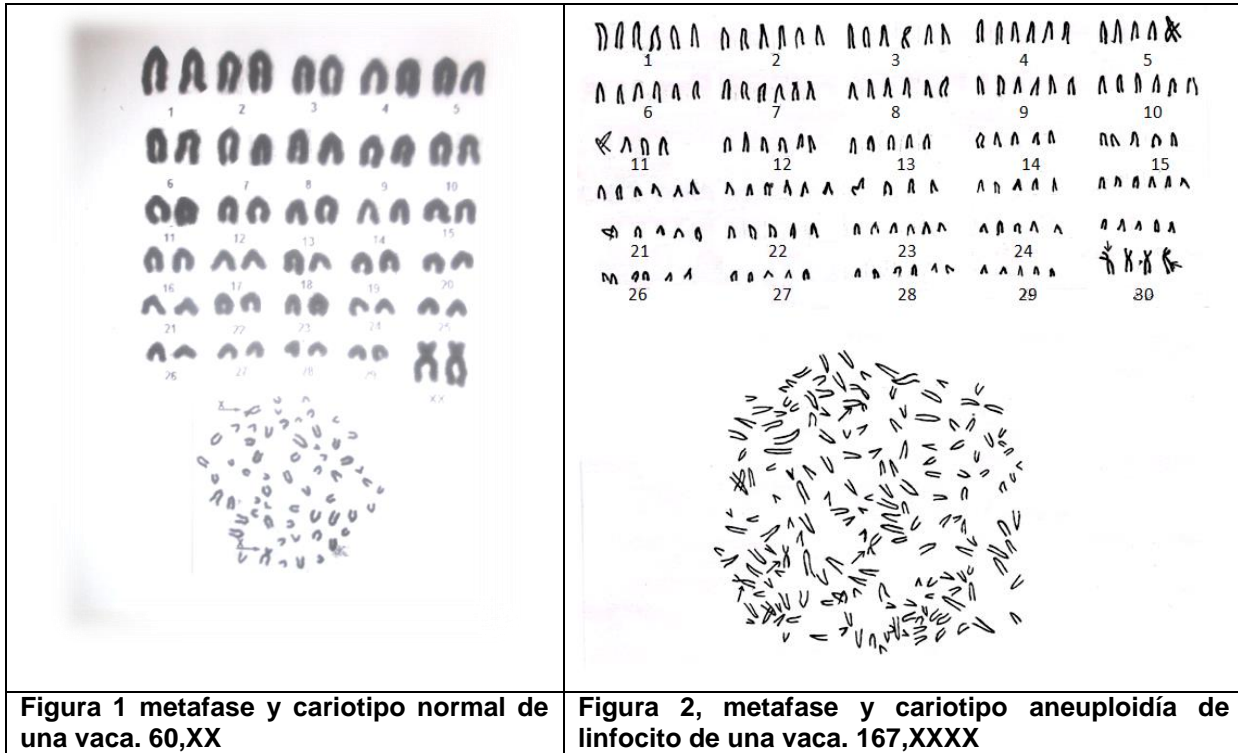 1 2 3 4 5
6 7 8 9 10
11 12 13 14 15
16 17 18 19 20
21 22 23 24 25
26 27 28 29 XX
X
X
1 2 3 4 5
6 7 8 9 10
11 12 13 14 15
21 22 23 24
26 27 28 29 30
Figura 1 metafase y cariotipo normal de
una vaca. 60,XX
Figura 2, metafase y cariotipo aneuploidía de
linfocito de una vaca. 167,XXXX